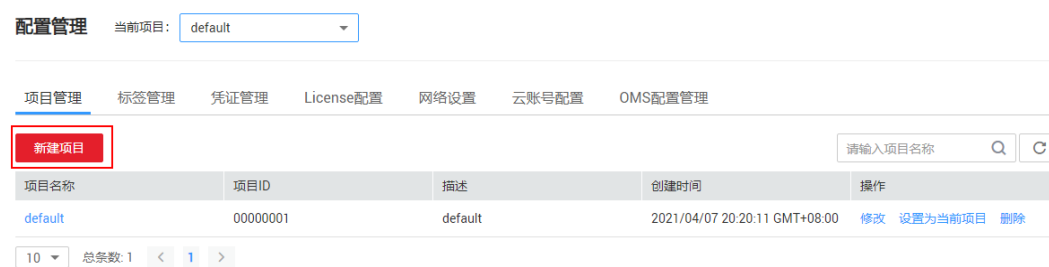 配置管理 当前项目： default
项目管理 标签管理 凭证管理 License配置 网络设置 云账号配置 OMS配置管理
新建项目 请输入项目名称
项目名称 项目ID 描述 创建时间 操作
default 00000001 default 2021/04/07 20:20:11 GMT+08:00 修改 设置为当前项目 删除
10 总条数: 1 < 1 >